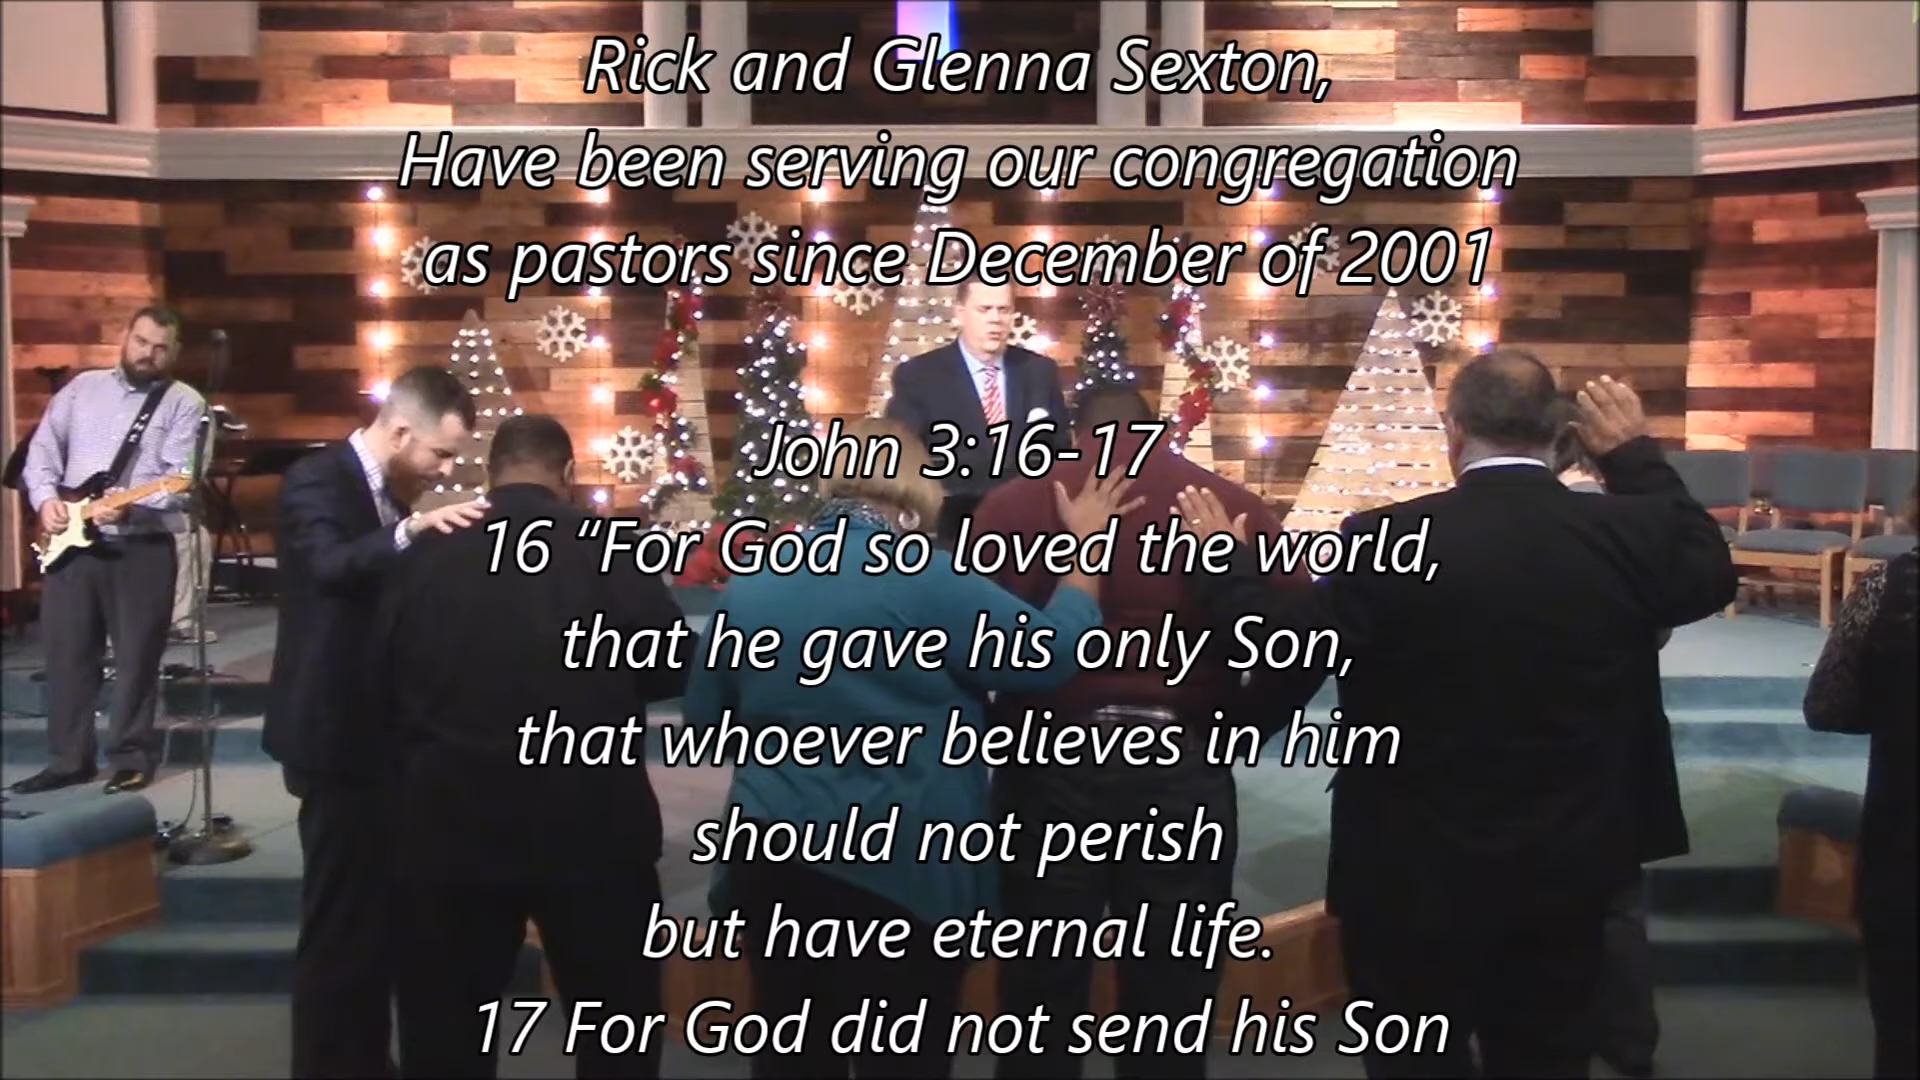 Rick and Glenna Sexton,
Have been serving our congregation
as pastors since December of 2001
John 3:16-17
16 “For God so loved the world,
that he gave his only Son,
that whoever believes in him
should not perish
but have eternal life.
17 For God did not send his Son